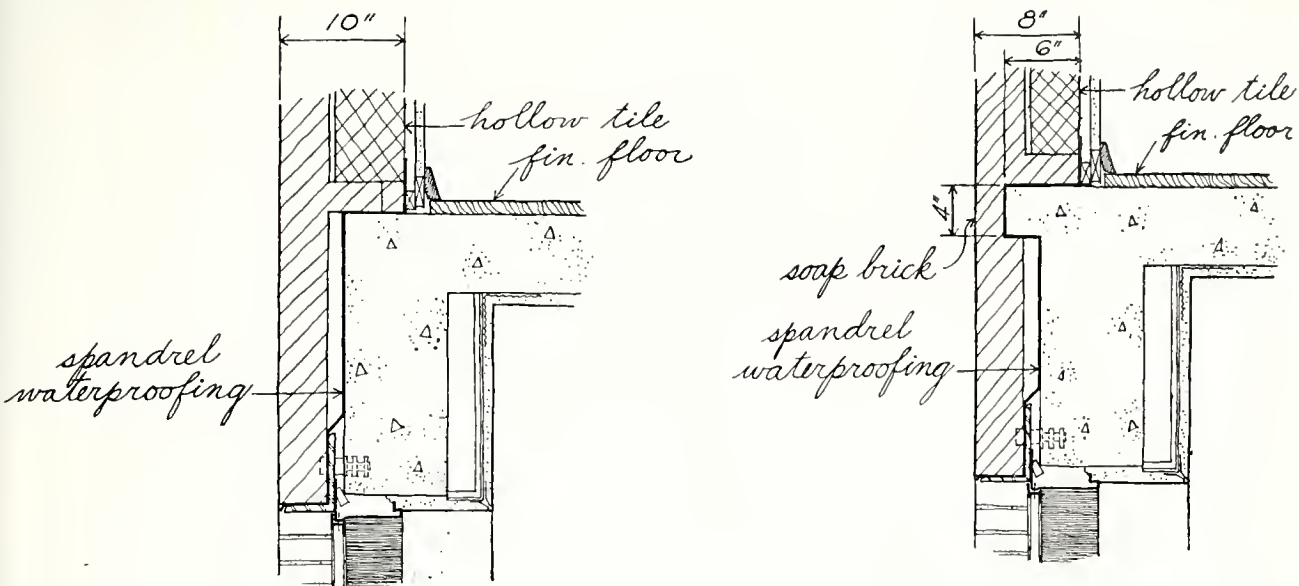 10"
hollow tile
fin. floor
spandrel
waterproofing
8"
6"
hollow tile
fin. floor
4"
soap brick
spandrel
waterproofing